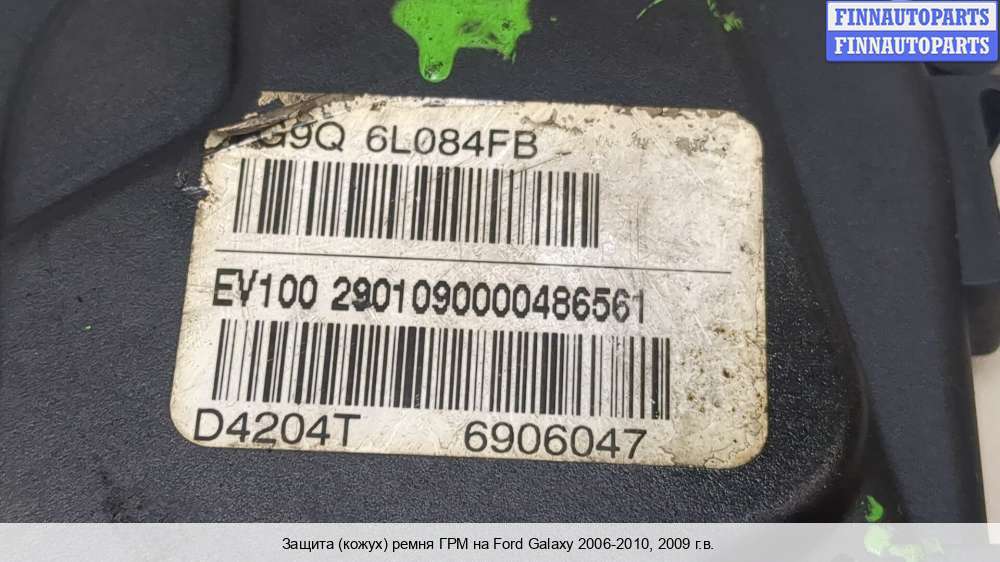 FINNAUTOPARTS
FINNAUTOPARTS
G9Q 6L084FB
EV100 2901090000486561
D4204T 6906047
Защита (кожух) ремня ГРМ на Ford Galaxy 2006-2010, 2009 г.в.